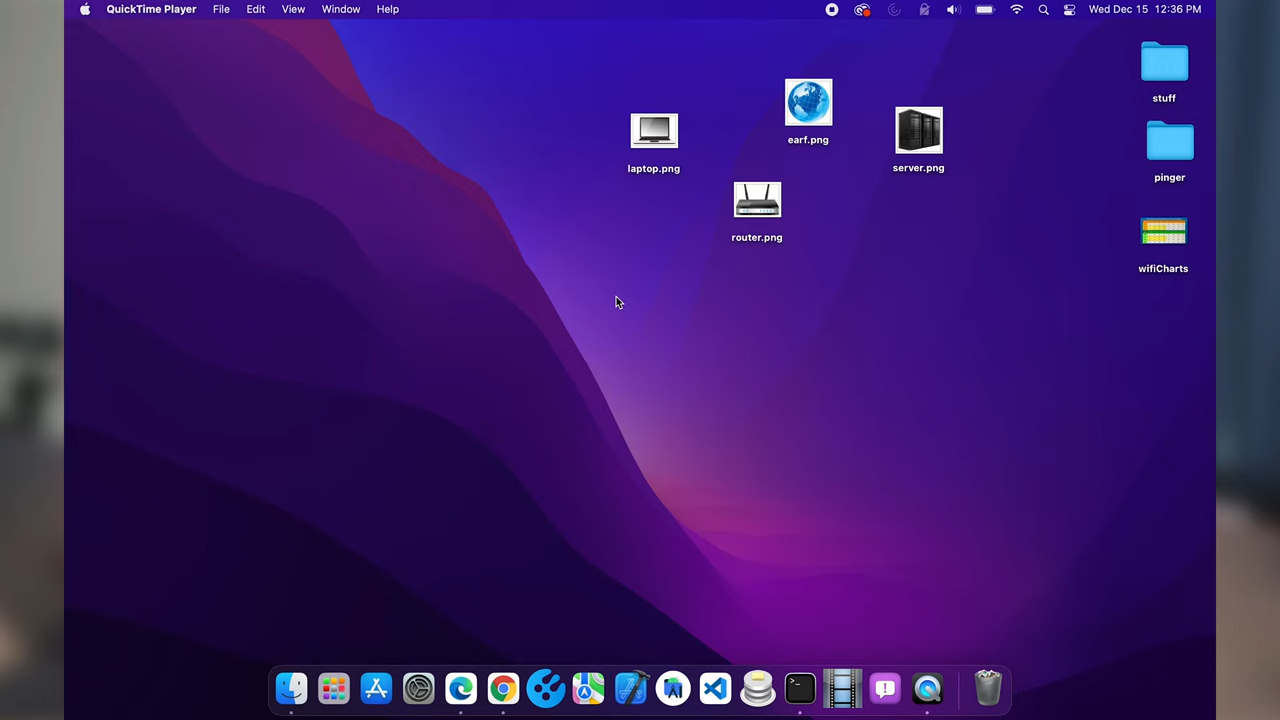 QuickTime Player File Edit View Window Help Wed Dec 15 12:36 PM
stuff
earf.png
laptop.png
server.png
pinger
router.png
wifiCharts